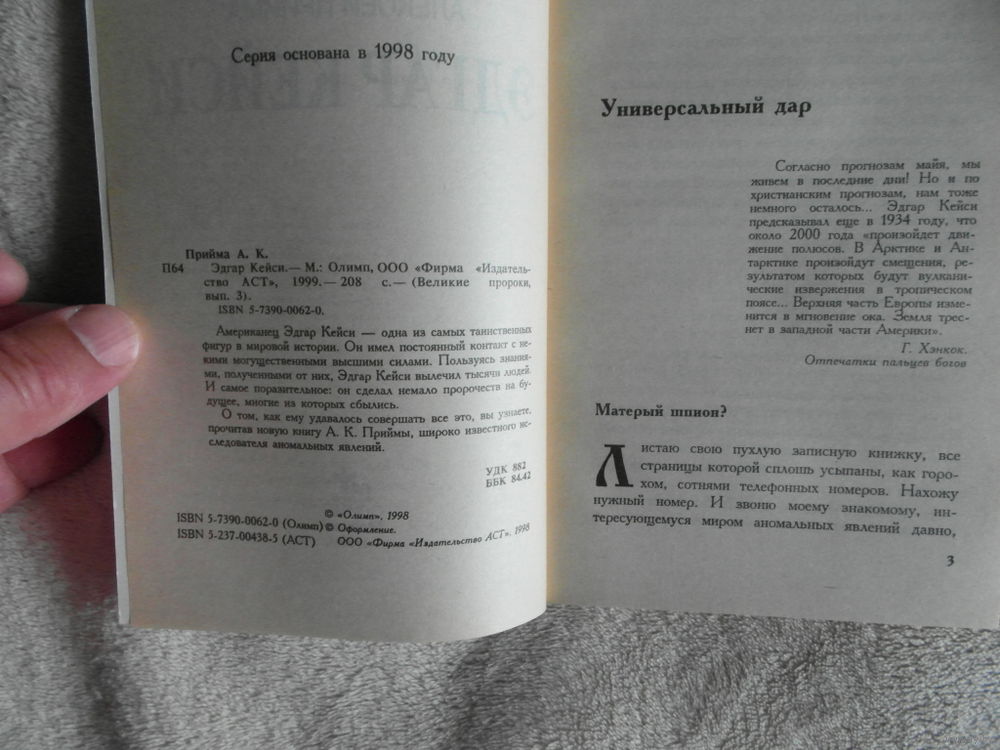 Серия основана в 1998 году
Прийма А. К.
П64 Эдгар Кейси.— М.: Олимп, ООО «Фирма «Издатель-
ство АСТ», 1999.— 208 с.— (Великие пророки,
вып. 3).
ISBN 5-7390-0062-0.
Американец Эдгар Кейси — одна из самых таинственных
фигур в мировой истории. Он имел постоянный контакт с не-
кими могущественными высшими силами. Пользуясь знания-
ми, полученными от них, Эдгар Кейси вылечил тысячи людей.
И самое поразительное: он сделал немало пророчеств на бу-
дущее, многие из которых сбылись.
О том, как ему удавалось совершать все это, вы узнаете,
прочитав новую книгу А. К. Приймы, широко известного ис-
следователя аномальных явлений.
УДК 882
ББК 84.42
© «Олимп», 1998
ISBN 5-7390-0062-0 (Олимп) © Оформление.
ISBN 5-237-00438-5 (АСТ) ООО «Фирма «Издательство АСТ», 1998
Универсальный дар
Согласно прогнозам майя, мы
живем в последние дни! Но и по
христианским прогнозам, нам тоже
немного осталось... Эдгар Кейси
предсказывал еще в 1934 году, что
около 2000 года «произойдет дви-
жение полюсов. В Арктике и Ан-
тарктике произойдут смещения, ре-
зультатом которых будут вулкани-
ческие извержения в тропическом
поясе... Верхняя часть Европы изме-
нится в мгновение ока. Земля трес-
нет в западной части Америки».
Г. Хэнкок.
Отпечатки пальцев богов
Матерый шпион?
Листаю свою пухлую записную книжку, все
страницы которой сплошь усыпаны, как горо-
хом, сотнями телефонных номеров. Нахожу
нужный номер. И звоню моему знакомому, ин-
тересующемуся миром аномальных явлений давно,
3